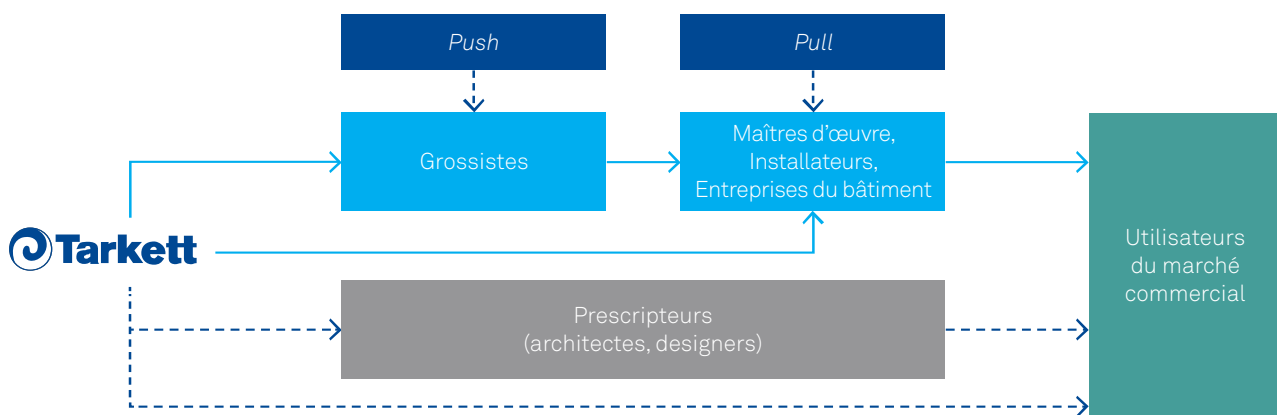 Push
Pull
Grossistes
Maîtres d’œuvre,
Installateurs,
Entreprises du bâtiment
Tarkett
Utilisateurs
du marché
commercial
Prescripteurs
(architectes, designers)